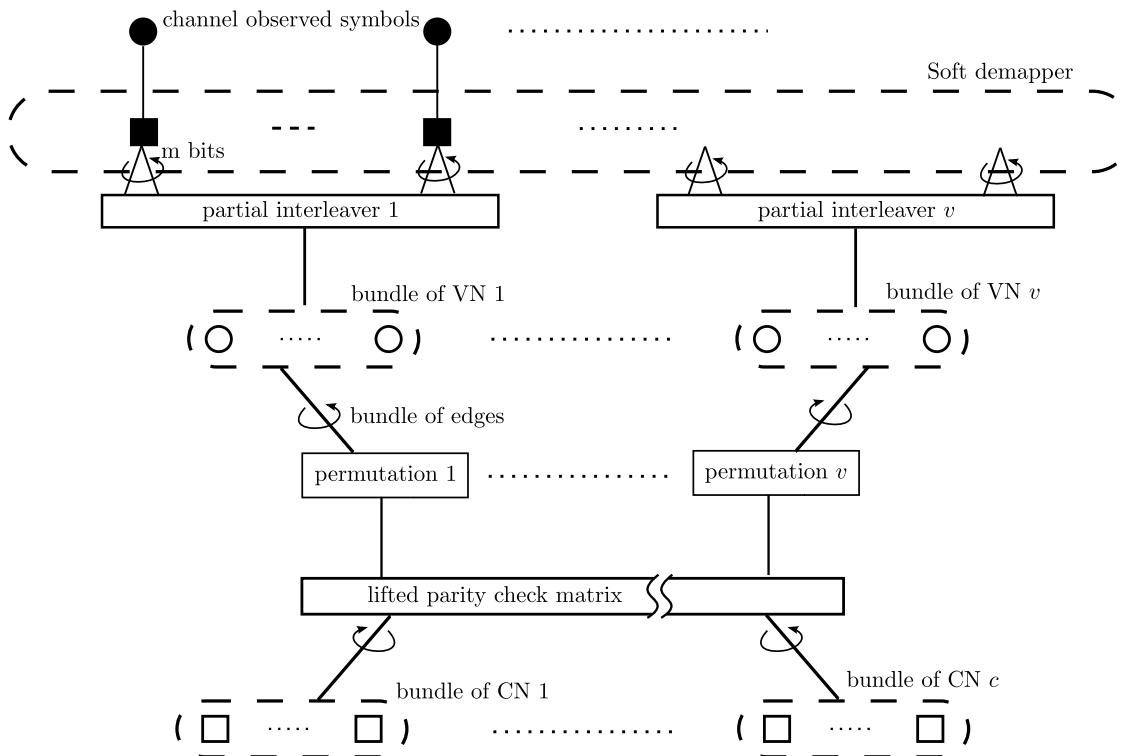 channel observed symbols
Soft demapper
m bits
partial interleaver 1
partial interleaver v
bundle of VN 1
bundle of VN v
bundle of edges
permutation 1
permutation v
lifted parity check matrix
bundle of CN 1
bundle of CN c